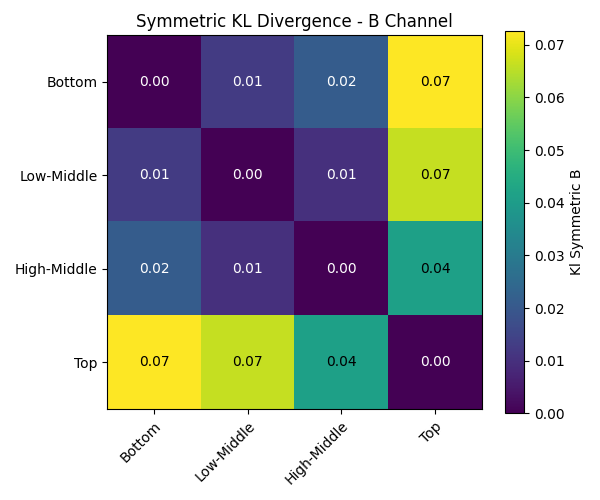 Symmetric KL Divergence - B Channel
Bottom 0.00 0.01 0.02 0.07
Low-Middle 0.01 0.00 0.01 0.07
High-Middle 0.02 0.01 0.00 0.04
Top 0.07 0.07 0.04 0.00
Bottom Low-Middle High-Middle Top
0.07
0.06
0.05
0.04
0.03
0.02
0.01
0.00
Kl Symmetric B